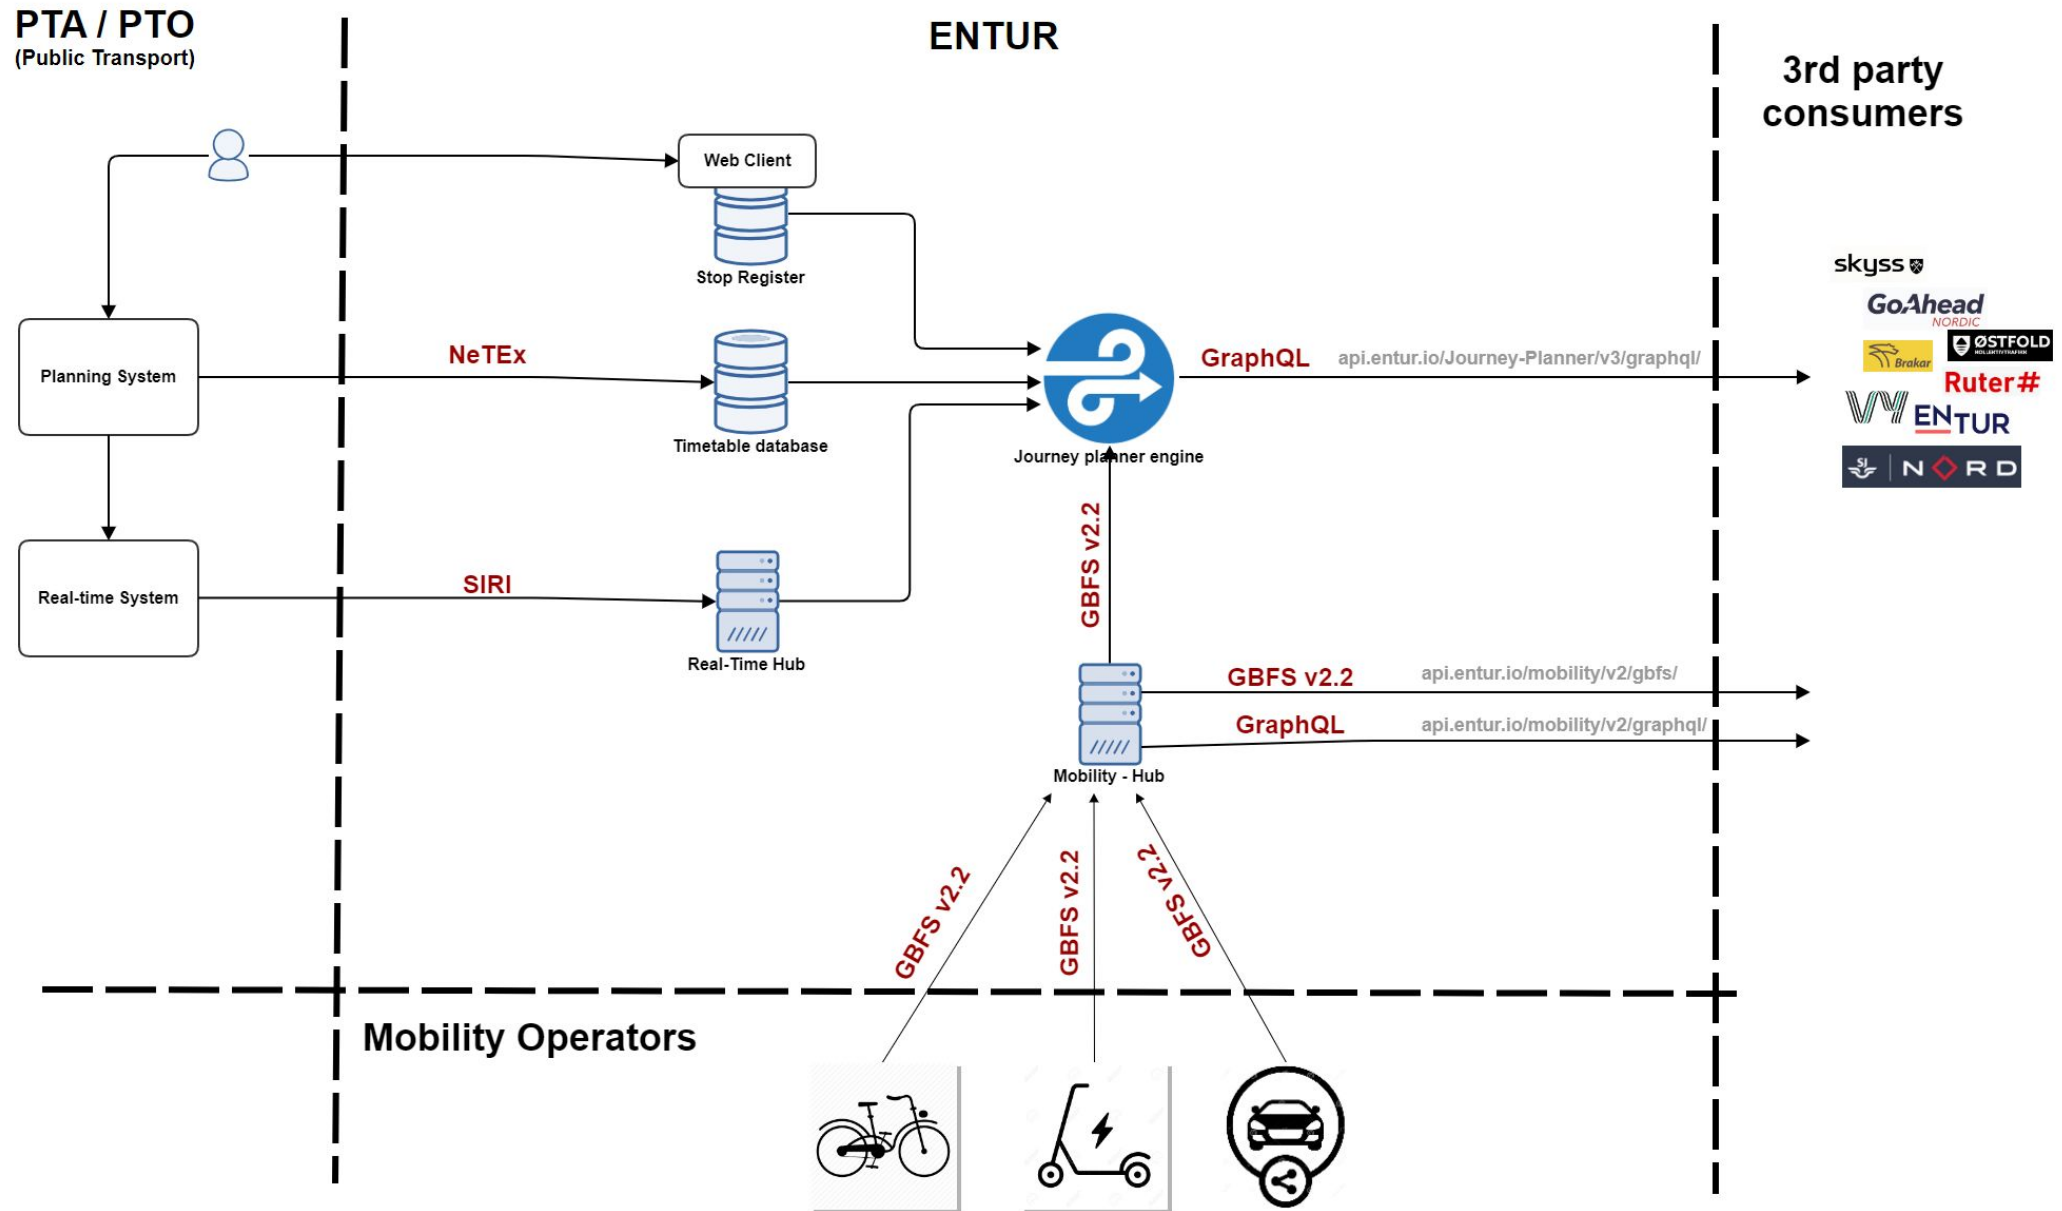 PTA / PTO
(Public Transport)
ENTUR
3rd party
consumers
Web Client
Stop Register
skyss
GoAhead
NORDIC
ØSTFOLD
KOLLEKTIVTRAFIKK
Brakar
Ruter#
VY
ENTUR
SJ NORD
Planning System
NeTEx
Timetable database
Journey planner engine
GraphQL api.entur.io/Journey-Planner/v3/graphql/
Real-time System
SIRI
Real-Time Hub
GBFS v2.2
GBFS v2.2 api.entur.io/mobility/v2/gbfs/
GraphQL api.entur.io/mobility/v2/graphql/
Mobility - Hub
GBFS v2.2
GBFS v2.2
GBFS v2.2
Mobility Operators